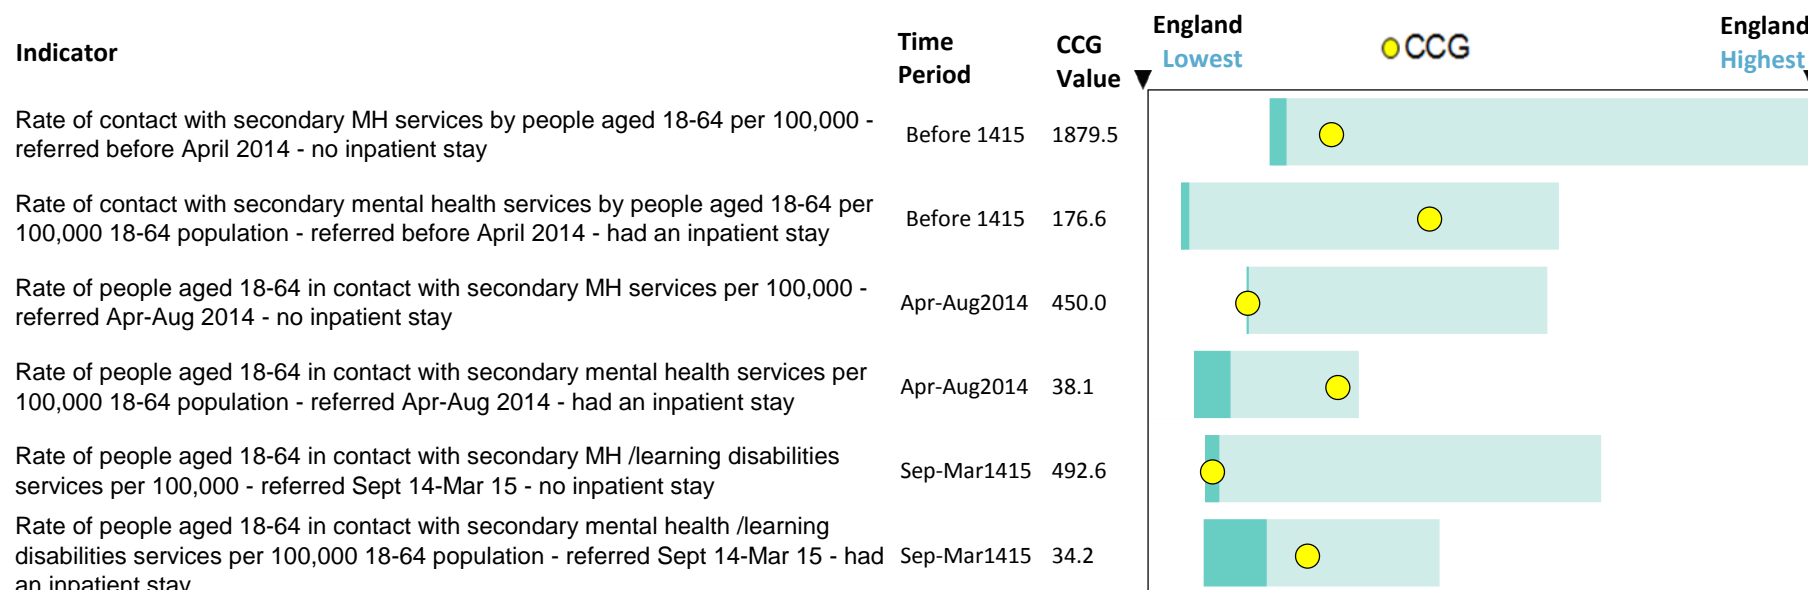 Indicator
Time
Period
CCG
Value
England
Lowest
CCG
England
Highest
Rate of contact with secondary MH services by people aged 18-64 per 100,000 -
referred before April 2014 - no inpatient stay
Before 1415
1879.5
Rate of contact with secondary mental health services by people aged 18-64 per
100,000 18-64 population - referred before April 2014 - had an inpatient stay
Before 1415
176.6
Rate of people aged 18-64 in contact with secondary MH services per 100,000 -
referred Apr-Aug 2014 - no inpatient stay
Apr-Aug2014
450.0
Rate of people aged 18-64 in contact with secondary mental health services per
100,000 18-64 population - referred Apr-Aug 2014 - had an inpatient stay
Apr-Aug2014
38.1
Rate of people aged 18-64 in contact with secondary MH /learning disabilities
services per 100,000 - referred Sept 14-Mar 15 - no inpatient stay
Sep-Mar1415
492.6
Rate of people aged 18-64 in contact with secondary mental health /learning
disabilities services per 100,000 18-64 population - referred Sept 14-Mar 15 - had
an inpatient stay
Sep-Mar1415
34.2